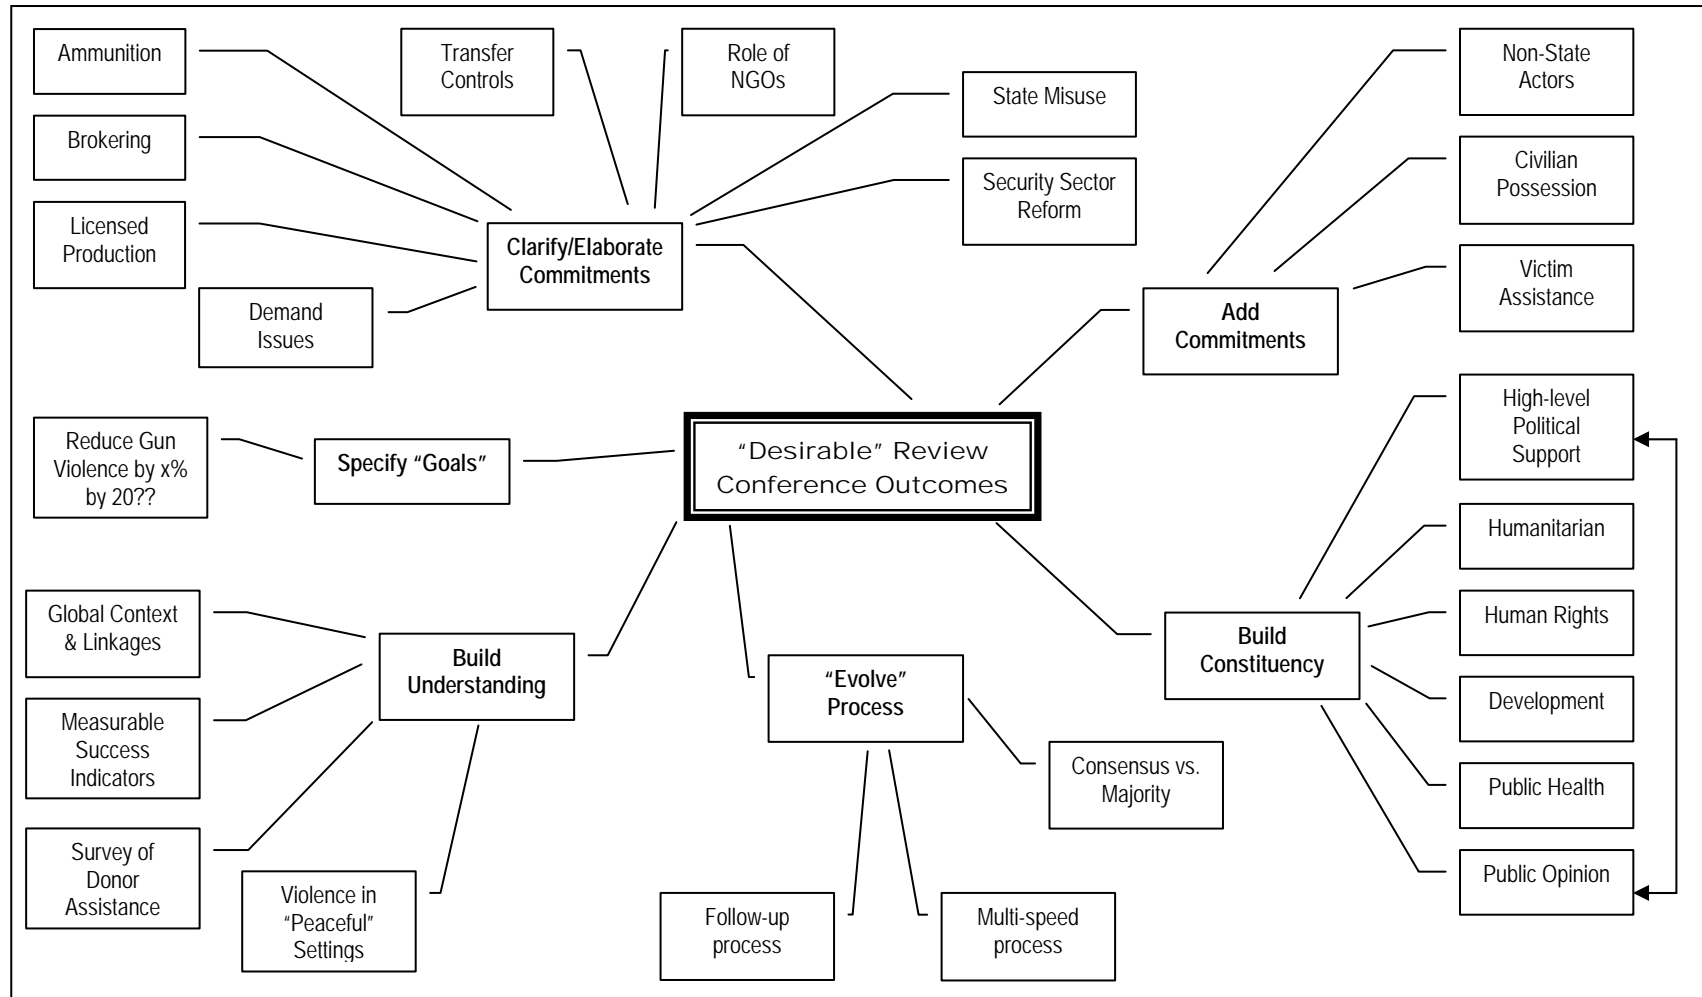 Ammunition
Transfer
Controls
Role of
NGOs
Non-State
Actors
State Misuse
Brokering
Civilian
Possession
Security Sector
Reform
Licensed
Production
Clarify/Elaborate
Commitments
Victim
Assistance
Demand
Issues
Add
Commitments
Reduce Gun
Violence by x%
by 20??
Specify “Goals”
“Desirable” Review
Conference Outcomes
High-level
Political
Support
Humanitarian
Global Context
& Linkages
Build
Understanding
“Evolve”
Process
Build
Constituency
Human Rights
Development
Measurable
Success
Indicators
Consensus vs.
Majority
Public Health
Survey of
Donor
Assistance
Violence in
“Peaceful”
Settings
Follow-up
process
Multi-speed
process
Public Opinion